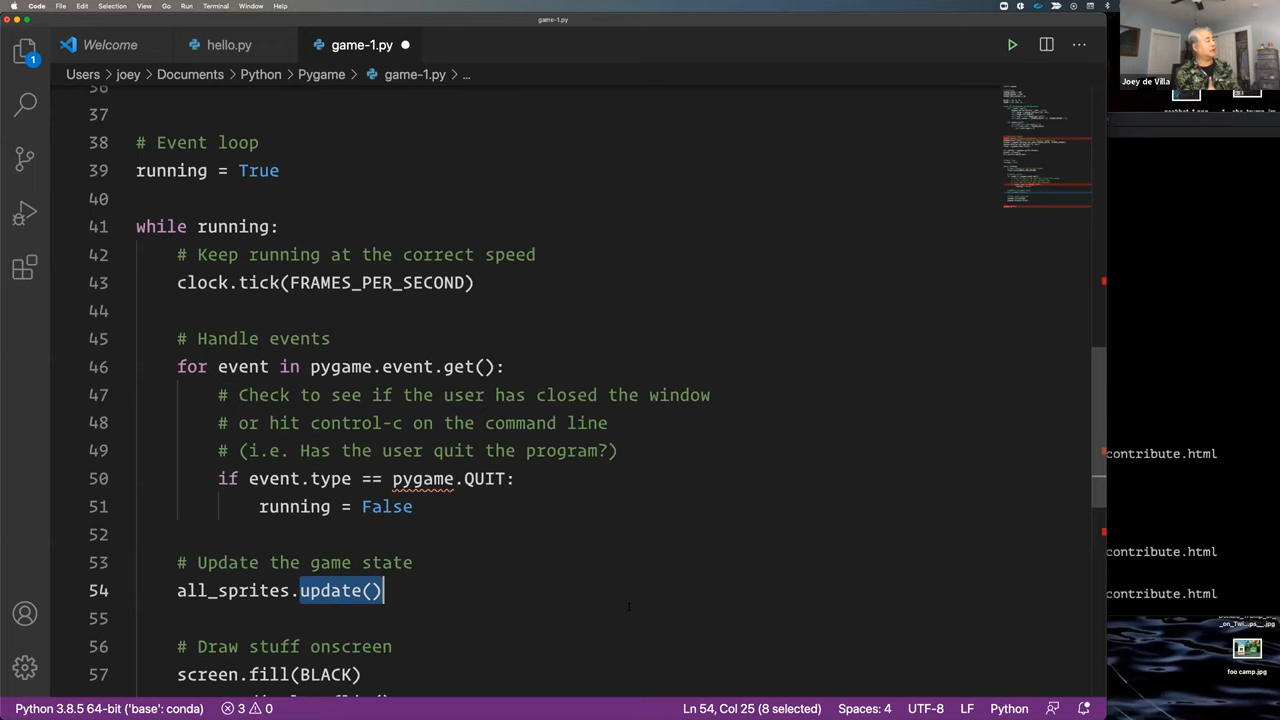 Code File Edit Selection View Go Run Terminal Window Help
game-1.py
Welcome hello.py game-1.py
Joey de Villa
Users > joey > Documents > Python > Pygame > game-1.py > ...
1
36
37
38 # Event loop
39 running = True
40
41 while running:
42 # Keep running at the correct speed
43 clock.tick(FRAMES_PER_SECOND)
44
45 # Handle events
46 for event in pygame.event.get():
47 # Check to see if the user has closed the window
48 # or hit control-c on the command line
49 # (i.e. Has the user quit the program?)
50 if event.type == pygame.QUIT:
51 running = False
52
53 # Update the game state
54 all_sprites.update()
55
56 # Draw stuff onscreen
57 screen.fill(BLACK)
contribute.html
contribute.html
contribute.html
_on_Twi...ps__.jpg
foo camp.jpg
Python 3.8.5 64-bit ('base': conda) 3 0 Ln 54, Col 25 (8 selected) Spaces: 4 UTF-8 LF Python